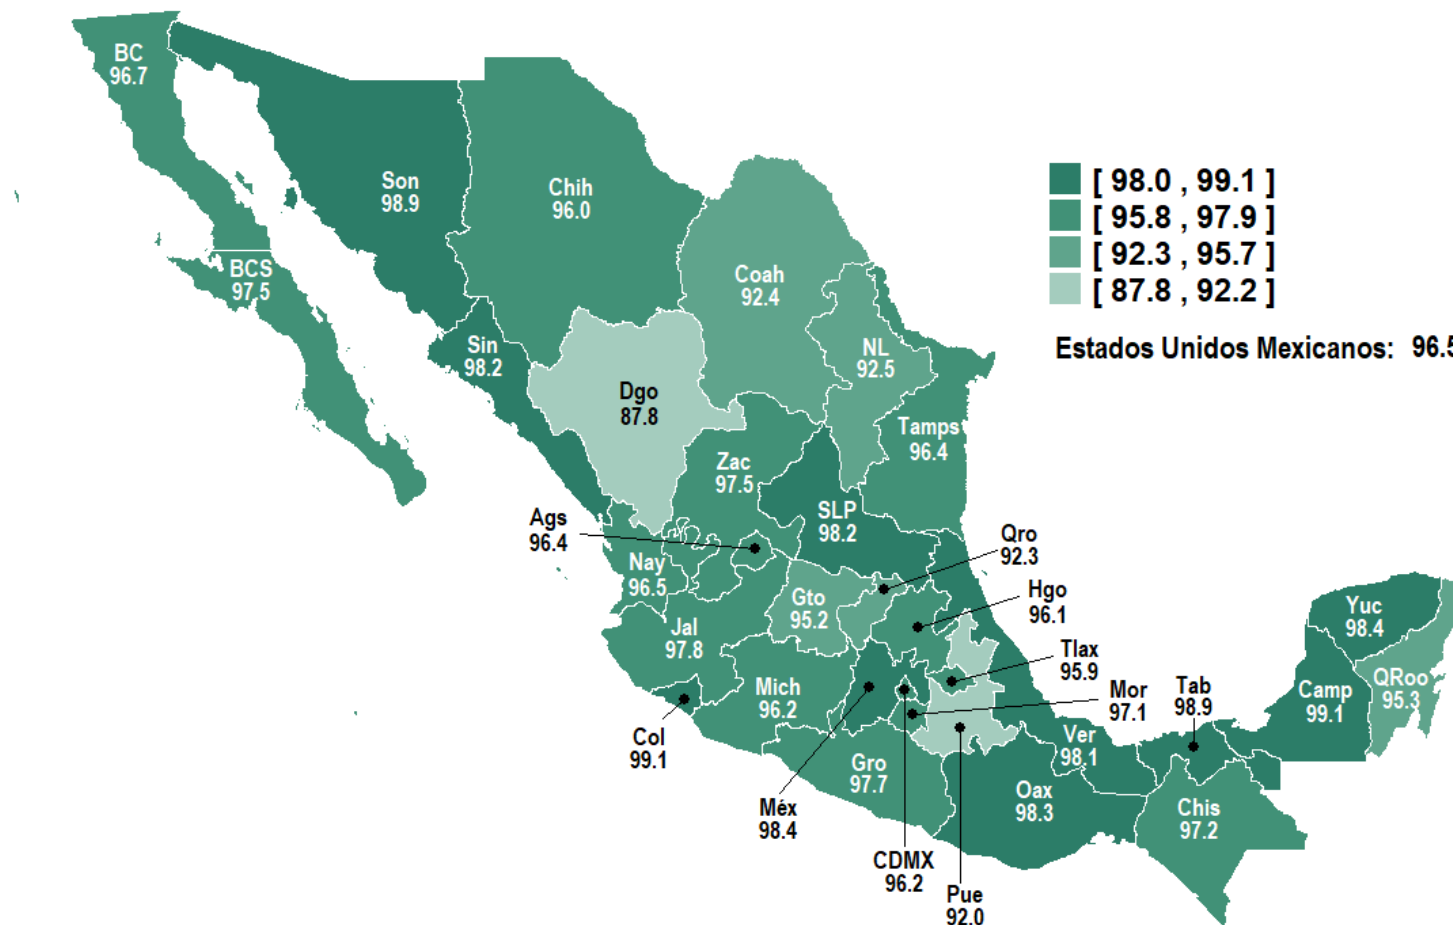 BC
96.7
Son
98.9
Chih
96.0
[ 98.0 , 99.1 ]
[ 95.8 , 97.9 ]
[ 92.3 , 95.7 ]
[ 87.8 , 92.2 ]
Estados Unidos Mexicanos: 96.5
BCS
97.5
Coah
92.4
Sin
98.2
NL
92.5
Dgo
87.8
Tamps
96.4
Zac
97.5
SLP
98.2
Ags
96.4
Qro
92.3
Nay
96.5
Gto
95.2
Hgo
96.1
Yuc
98.4
Jal
97.8
Tlax
95.9
Mich
96.2
Mor
97.1
Tab
98.9
Camp
99.1
QRoo
95.3
Col
99.1
Ver
98.1
Gro
97.7
Oax
98.3
Méx
98.4
Chis
97.2
CDMX
96.2
Pue
92.0